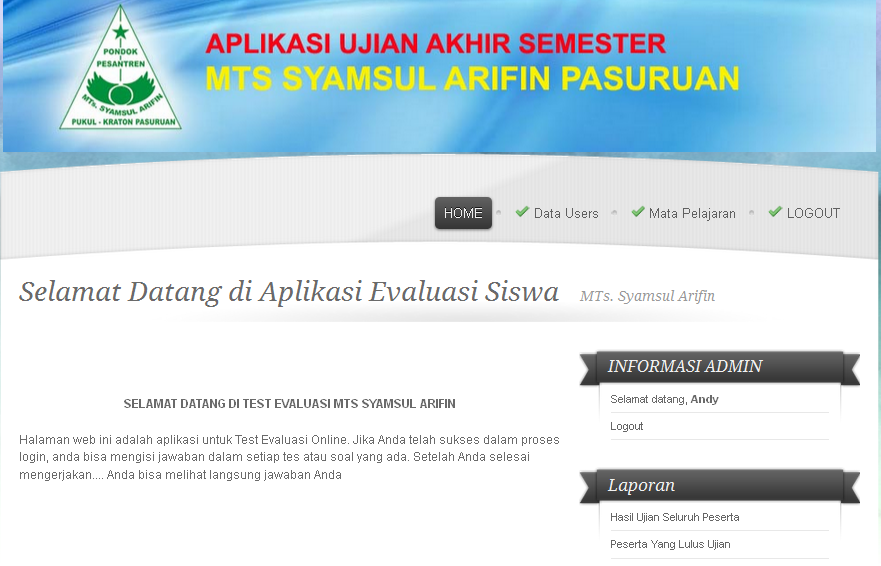 PONDOK
PESANTREN
MTs. SYAMSUL ARIFIN
PUKUL - KRATON PASURUAN
APLIKASI UJIAN AKHIR SEMESTER
MTS SYAMSUL ARIFIN PASURUAN
HOME Data Users Mata Pelajaran LOGOUT
Selamat Datang di Aplikasi Evaluasi Siswa MTs. Syamsul Arifin
SELAMAT DATANG DI TEST EVALUASI MTS SYAMSUL ARIFIN
Halaman web ini adalah aplikasi untuk Test Evaluasi Online. Jika Anda telah sukses dalam proses
login, anda bisa mengisi jawaban dalam setiap tes atau soal yang ada. Setelah Anda selesai
mengerjakan.... Anda bisa melihat langsung jawaban Anda
INFORMASI ADMIN
Selamat datang, Andy
Logout
Laporan
Hasil Ujian Seluruh Peserta
Peserta Yang Lulus Ujian